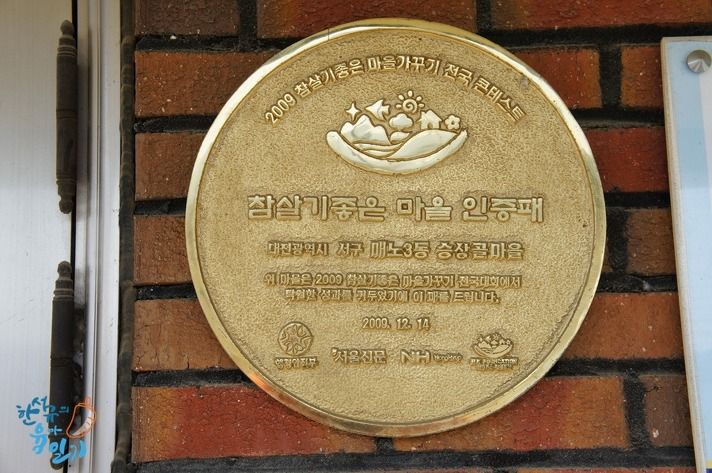 2009 참살기좋은 마을가꾸기 전국 콘테스트
참살기좋은 마을 인증패
대전광역시 서구 매노3동 승장골마을
위 마을은 2009 참살기좋은 마을가꾸기 전국대회에서
탁월한 성과를 거두었기에 이 패를 드립니다.
2009. 12. 14
행정안전부 서울신문 NH NongHyup
한석규의